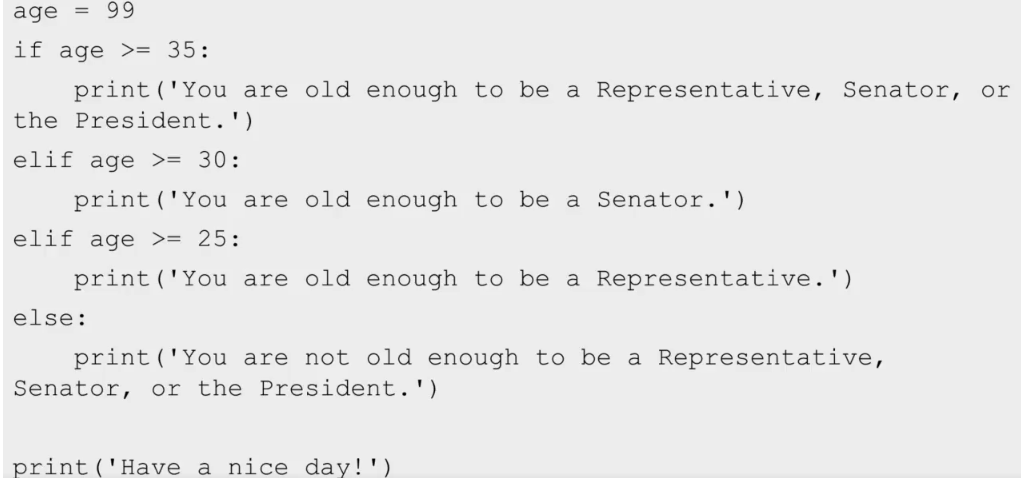 age = 99
if age >= 35:
    print('You are old enough to be a Representative, Senator, or
the President.')
elif age >= 30:
    print('You are old enough to be a Senator.')
elif age >= 25:
    print('You are old enough to be a Representative.')
else:
    print('You are not old enough to be a Representative,
Senator, or the President.')

print('Have a nice day!')